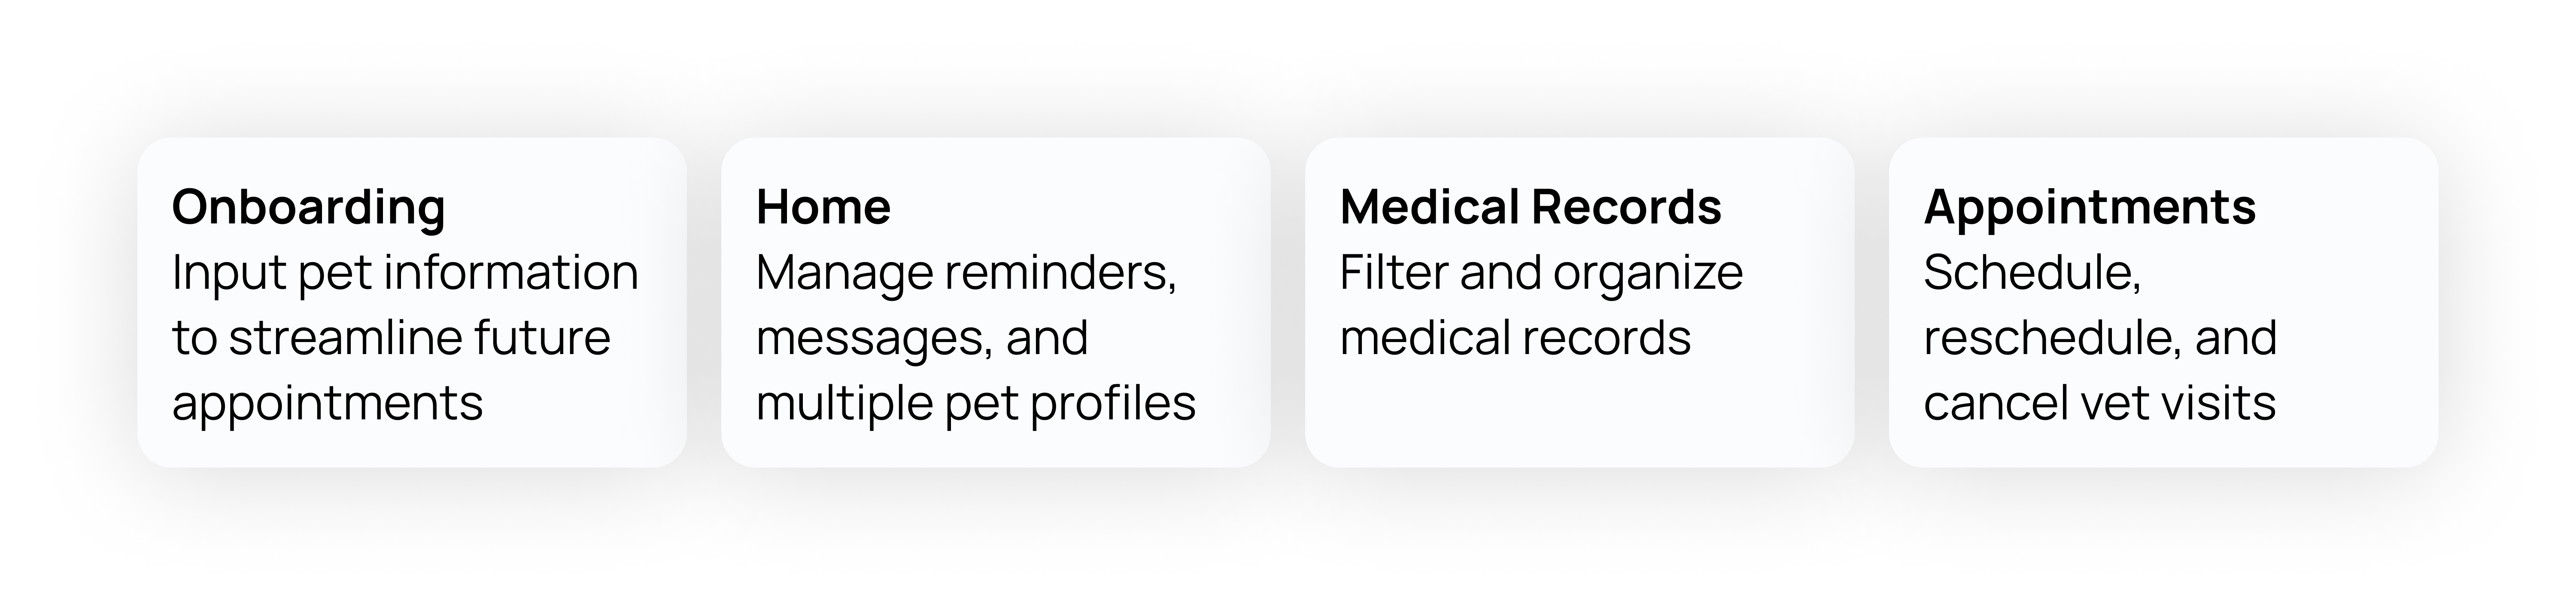 Onboarding
Input pet information
to streamline future
appointments
Home
Manage reminders,
messages, and
multiple pet profiles
Medical Records
Filter and organize
medical records
Appointments
Schedule,
reschedule, and
cancel vet visits